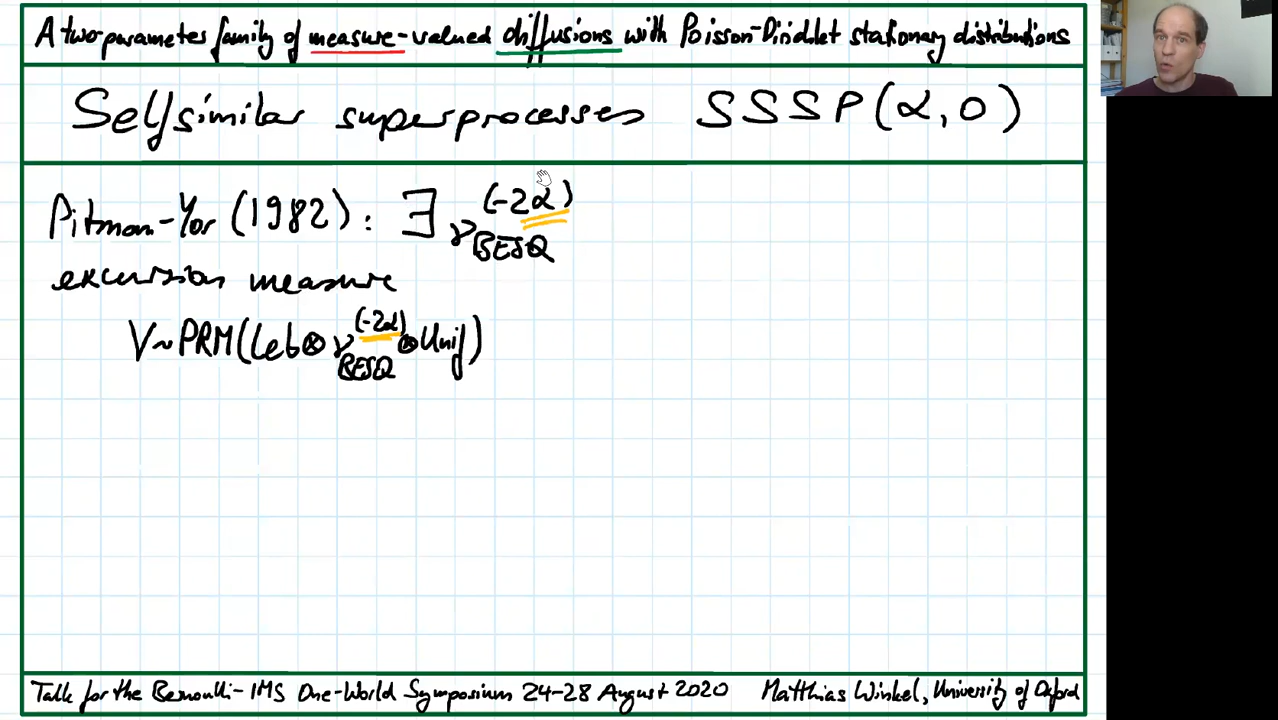 A two-parameter family of measure-valued diffusions with Poisson-Dirichlet stationary distributions
Selfsimilar superprocesses SSSP(α,0)
Pitman-Yor (1982): ∃ ν_BESQ^(-2α)
excursion measure
V~PRM(Leb⊗ν_BESQ^(-2α)⊗Unif)
Talk for the Bernoulli-IMS One-World Symposium 24-28 August 2020 Matthias Winkel, University of Oxford